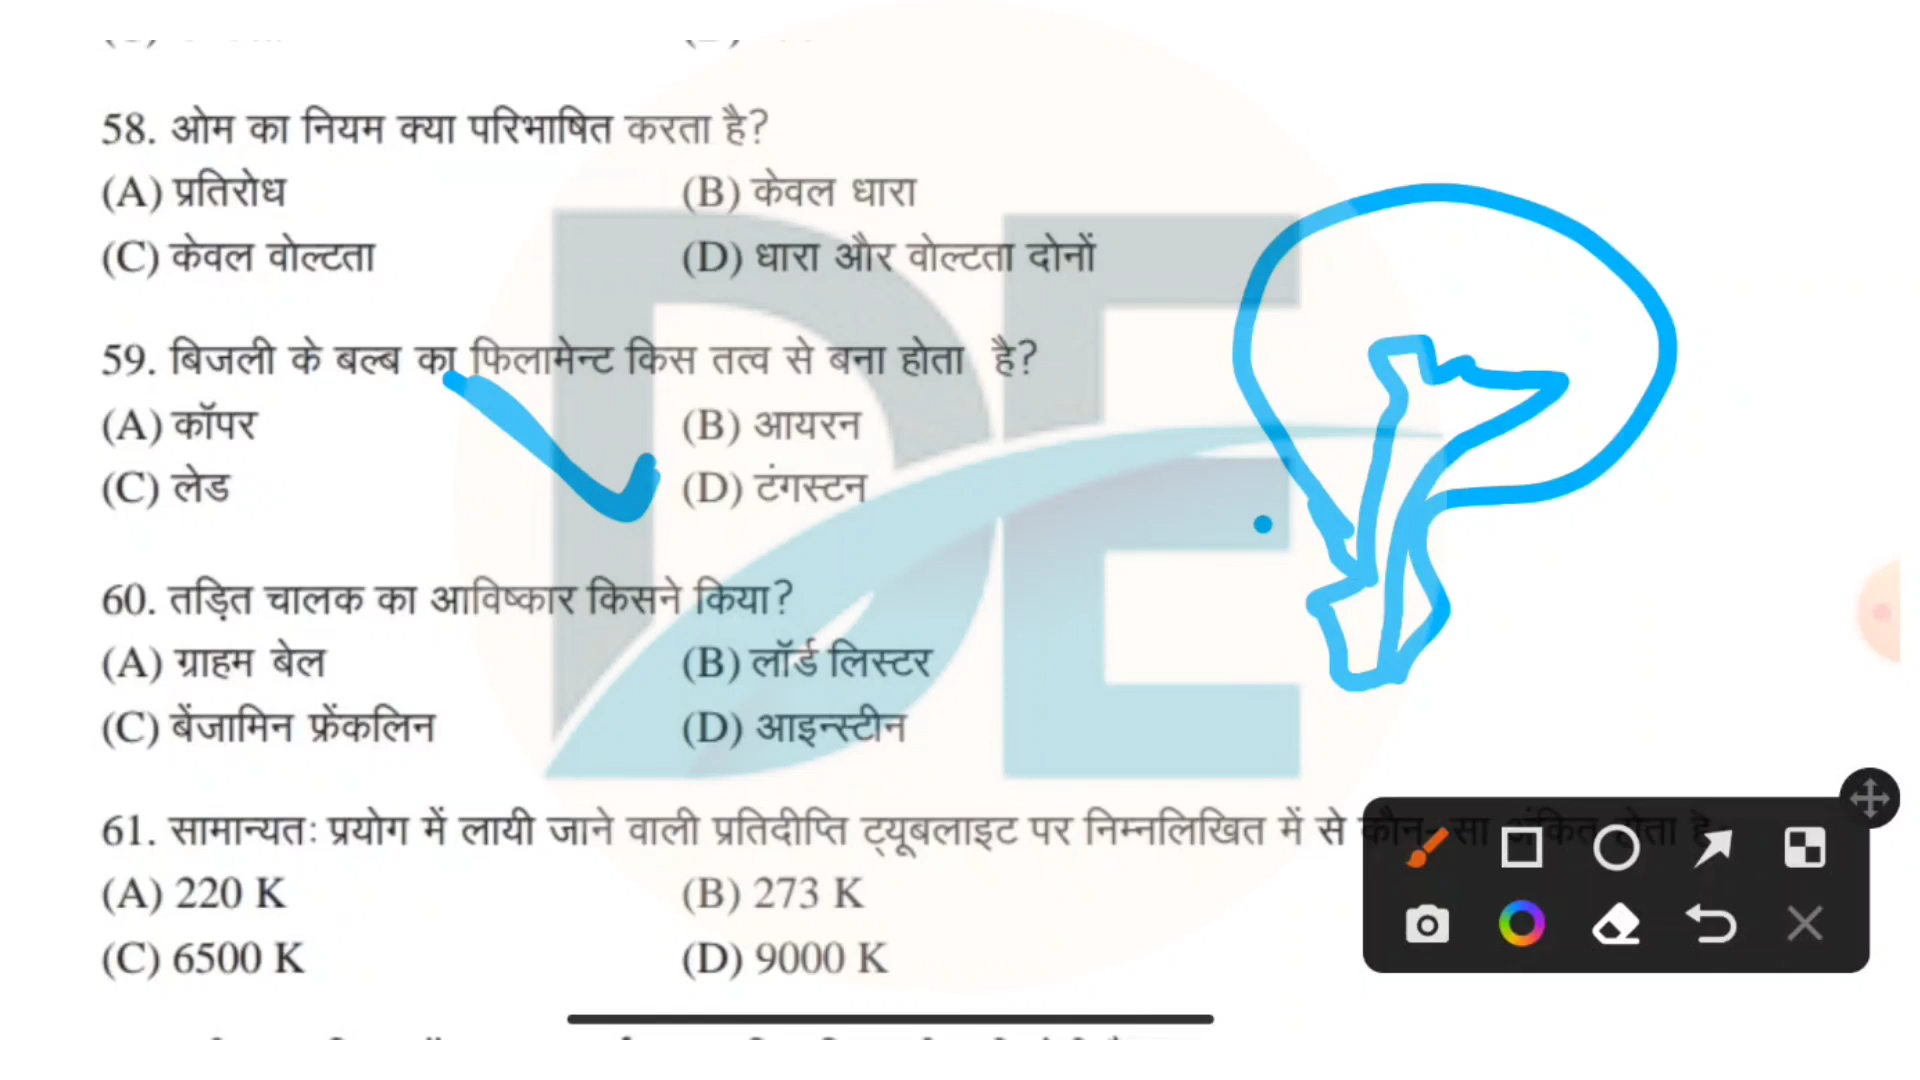 58. ओम का नियम क्या परिभाषित करता है?
(A) प्रतिरोध (B) केवल धारा
(C) केवल वोल्टता (D) धारा और वोल्टता दोनों
59. बिजली के बल्ब का फिलामेन्ट किस तत्व से बना होता है?
(A) कॉपर (B) आयरन
(C) लेड (D) टंगस्टन
60. तड़ित चालक का आविष्कार किसने किया?
(A) ग्राहम बेल (B) लॉर्ड लिस्टर
(C) बेंजामिन फ्रेंकलिन (D) आइन्स्टीन
61. सामान्यतः प्रयोग में लायी जाने वाली प्रतिदीप्ति ट्यूबलाइट पर निम्नलिखित में से कौन- सा अंकित होता है
(A) 220 K (B) 273 K
(C) 6500 K (D) 9000 K
DE